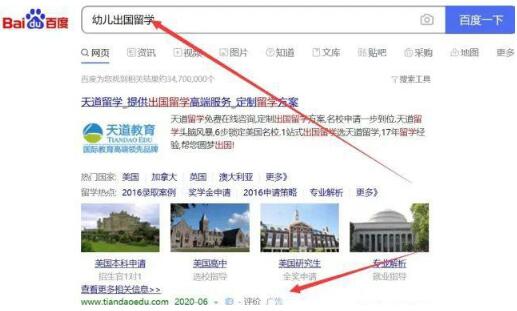 Bai du 百度
幼儿出国留学
百度一下
网页 资讯 视频 图片 知道 文库 贴吧 采购 地图 更多
百度为您找到相关结果约34,700,000个
搜索工具
天道留学_提供出国留学高端服务_定制留学方案
天道留学免费在线咨询,定制出国留学方案,名校申请一步到位,天道留
学头脑风暴,6步锁定美国名校,1站式出国留学选天道留学,17年留学经
验,帮您圆梦出国!
天道教育
TIANDAO EDU
国际教育高端领先品牌
热门国家: 美国 加拿大 英国 澳大利亚 更多》
留学热点: 2016录取案例 奖学金申请 2016申请策略 专业解析 更多》
美国本科申请 美国高中 美国研究生 专业解析
招生官1对1 选校指导 全奖申请 就业指导
查看更多相关信息>>
www.tiandaoedu.com 2020-06 评价 广告